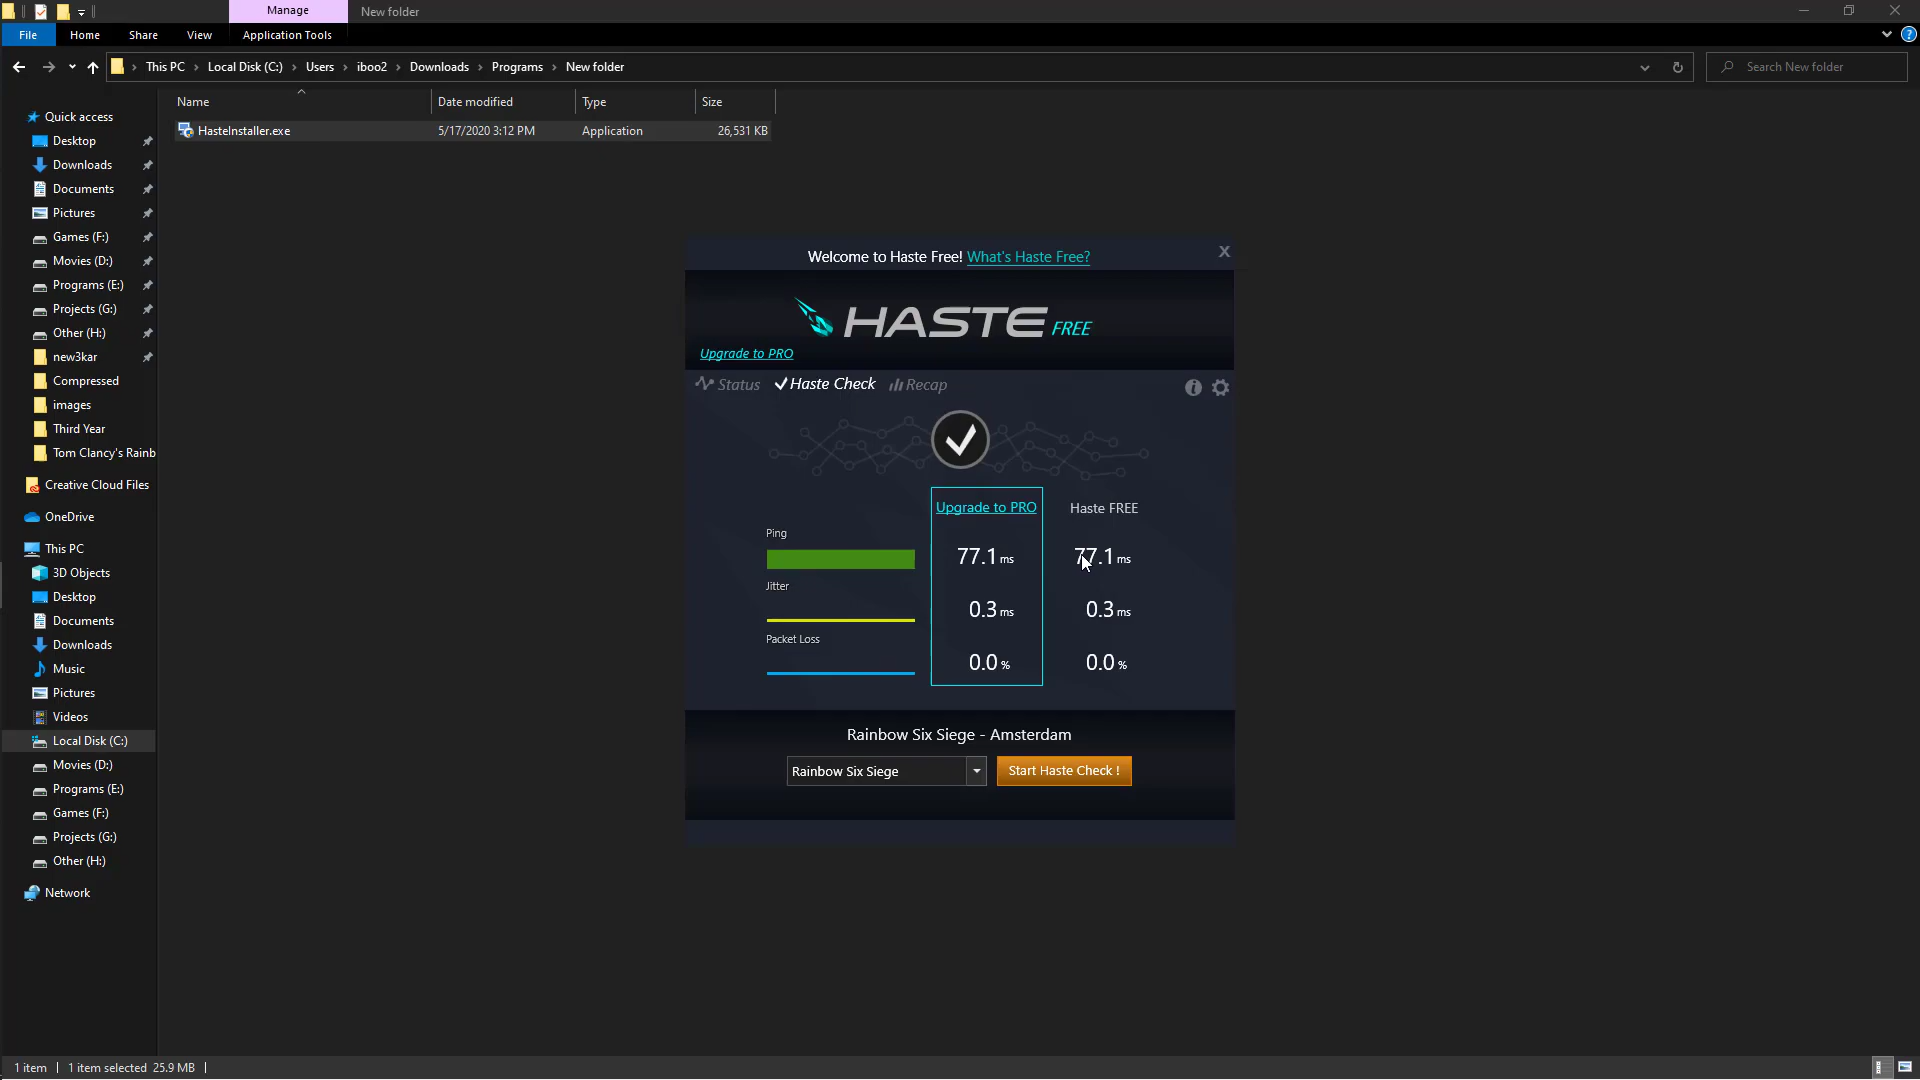 Manage
New folder
File
Home
Share
View
Application Tools
This PC
Local Disk (C:)
Users
iboo2
Downloads
Programs
New folder
Search New folder
Name
Date modified
Type
Size
HasteInstaller.exe
5/17/2020 3:12 PM
Application
26,531 KB
Quick access
Desktop
Downloads
Documents
Pictures
Games (F:)
Movies (D:)
Programs (E:)
Projects (G:)
Other (H:)
new3kar
Compressed
images
Third Year
Tom Clancy's Rainb
Creative Cloud Files
OneDrive
This PC
3D Objects
Desktop
Documents
Downloads
Music
Pictures
Videos
Local Disk (C:)
Movies (D:)
Programs (E:)
Games (F:)
Projects (G:)
Other (H:)
Network
Welcome to Haste Free! What's Haste Free?
X
HASTE FREE
Upgrade to PRO
Status
Haste Check
Recap
Upgrade to PRO
Haste FREE
Ping
77.1 ms
77.1 ms
Jitter
0.3 ms
0.3 ms
Packet Loss
0.0 %
0.0 %
Rainbow Six Siege - Amsterdam
Rainbow Six Siege
Start Haste Check !
1 item
1 item selected 25.9 MB